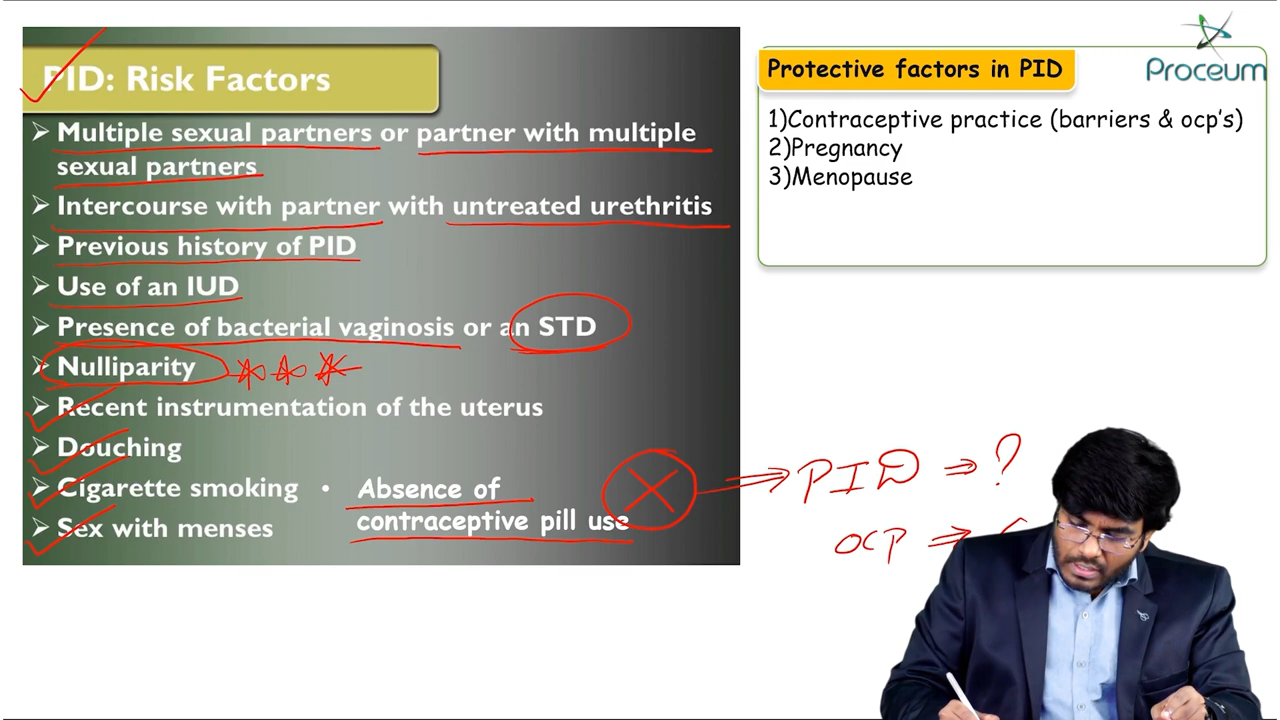 PID: Risk Factors
Multiple sexual partners or partner with multiple
sexual partners
Intercourse with partner with untreated urethritis
Previous history of PID
Use of an IUD
Presence of bacterial vaginosis or an STD
Nulliparity
Recent instrumentation of the uterus
Douching
Cigarette smoking
Sex with menses
• Absence of
contraceptive pill use
Proceum
Protective factors in PID
1)Contraceptive practice (barriers & ocp's)
2)Pregnancy
3)Menopause
⇒ PID ⇒ ?
OCP ⇒